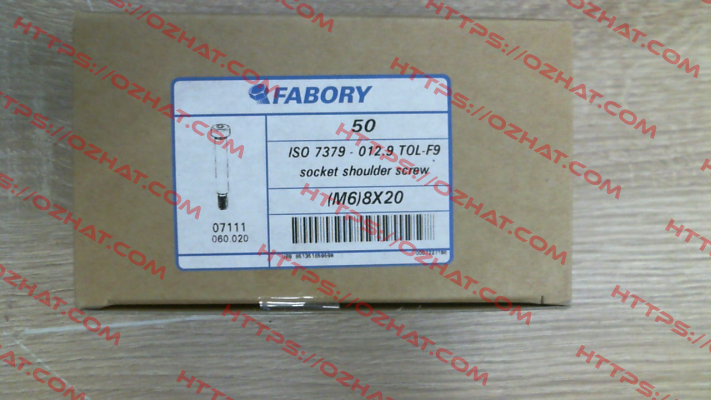 FABORY
50
ISO 7379 - 012.9 TOL-F9
socket shoulder screw
(M6)8X20
07111
060.020
HTTPS://OZHAT.COM